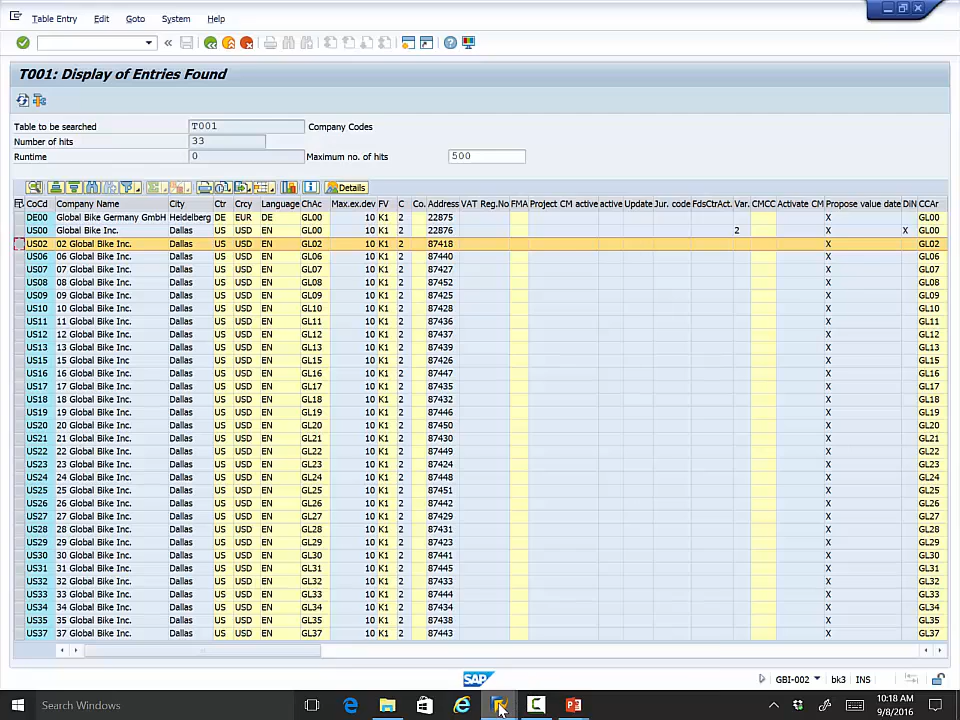 Table Entry Edit Goto System Help
T001: Display of Entries Found
Table to be searched T001 Company Codes
Number of hits 33
Runtime 0 Maximum no. of hits 500
Details
CoCd Company Name City Ctr Crcy Language ChAc Max.ex.dev FV C Co. Address VAT Reg.No FMA Project CM active active Update Jur. code FdsCtrAct. Var. CMCC Activate CM Propose value date DIN CCAr
DE00 Global Bike Germany GmbH Heidelberg DE EUR DE GL00 10 K1 2 22875 X GL00
US00 Global Bike Inc. Dallas US USD EN GL00 10 K1 2 22876 2 X X GL00
US02 02 Global Bike Inc. Dallas US USD EN GL02 10 K1 2 87418 X GL02
US06 06 Global Bike Inc. Dallas US USD EN GL06 10 K1 2 87440 X GL06
US07 07 Global Bike Inc. Dallas US USD EN GL07 10 K1 2 87427 X GL07
US08 08 Global Bike Inc. Dallas US USD EN GL08 10 K1 2 87452 X GL08
US09 09 Global Bike Inc. Dallas US USD EN GL09 10 K1 2 87425 X GL09
US10 10 Global Bike Inc. Dallas US USD EN GL10 10 K1 2 87428 X GL10
US11 11 Global Bike Inc. Dallas US USD EN GL11 10 K1 2 87436 X GL11
US12 12 Global Bike Inc. Dallas US USD EN GL12 10 K1 2 87437 X GL12
US13 13 Global Bike Inc. Dallas US USD EN GL13 10 K1 2 87439 X GL13
US15 15 Global Bike Inc Dallas US USD EN GL15 10 K1 2 87426 X GL15
US16 16 Global Bike Inc. Dallas US USD EN GL16 10 K1 2 87447 X GL16
US17 17 Global Bike Inc. Dallas US USD EN GL17 10 K1 2 87435 X GL17
US18 18 Global Bike Inc. Dallas US USD EN GL18 10 K1 2 87432 X GL18
US19 19 Global Bike Inc. Dallas US USD EN GL19 10 K1 2 87446 X GL19
US20 20 Global Bike Inc. Dallas US USD EN GL20 10 K1 2 87450 X GL20
US21 21 Global Bike Inc. Dallas US USD EN GL21 10 K1 2 87430 X GL21
US22 22 Global Bike Inc. Dallas US USD EN GL22 10 K1 2 87449 X GL22
US23 23 Global Bike Inc. Dallas US USD EN GL23 10 K1 2 87424 X GL23
US24 24 Global Bike Inc. Dallas US USD EN GL24 10 K1 2 87448 X GL24
US25 25 Global Bike Inc. Dallas US USD EN GL25 10 K1 2 87451 X GL25
US26 26 Global Bike Inc. Dallas US USD EN GL26 10 K1 2 87442 X GL26
US27 27 Global Bike Inc. Dallas US USD EN GL27 10 K1 2 87429 X GL27
US28 28 Global Bike Inc. Dallas US USD EN GL28 10 K1 2 87431 X GL28
US29 29 Global Bike Inc. Dallas US USD EN GL29 10 K1 2 87423 X GL29
US30 30 Global Bike Inc. Dallas US USD EN GL30 10 K1 2 87441 X GL30
US31 31 Global Bike Inc. Dallas US USD EN GL31 10 K1 2 87445 X GL31
US32 32 Global Bike Inc. Dallas US USD EN GL32 10 K1 2 87433 X GL32
US33 33 Global Bike Inc. Dallas US USD EN GL33 10 K1 2 87444 X GL33
US34 34 Global Bike Inc. Dallas US USD EN GL34 10 K1 2 87434 X GL34
US35 35 Global Bike Inc. Dallas US USD EN GL35 10 K1 2 87438 X GL35
US37 37 Global Bike Inc. Dallas US USD EN GL37 10 K1 2 87443 X GL37
SAP GBI-002 bk3 INS
Search Windows 10:18 AM
9/8/2016